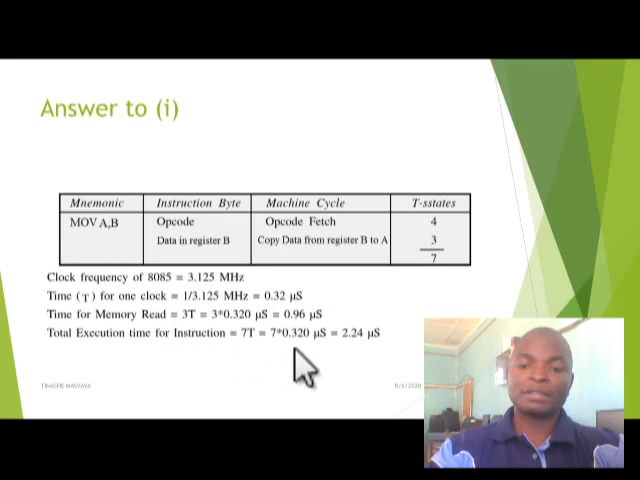 Answer to (i)
Mnemonic Instruction Byte Machine Cycle T-sstates
MOV A,B Opcode Opcode Fetch 4
Data in register B Copy Data from register B to A 3
7
Clock frequency of 8085 = 3.125 MHz
Time (T) for one clock = 1/3.125 MHz = 0.32 µS
Time for Memory Read = 3T = 3*0.320 µS = 0.96 µS
Total Execution time for Instruction = 7T = 7*0.320 µS = 2.24 µS